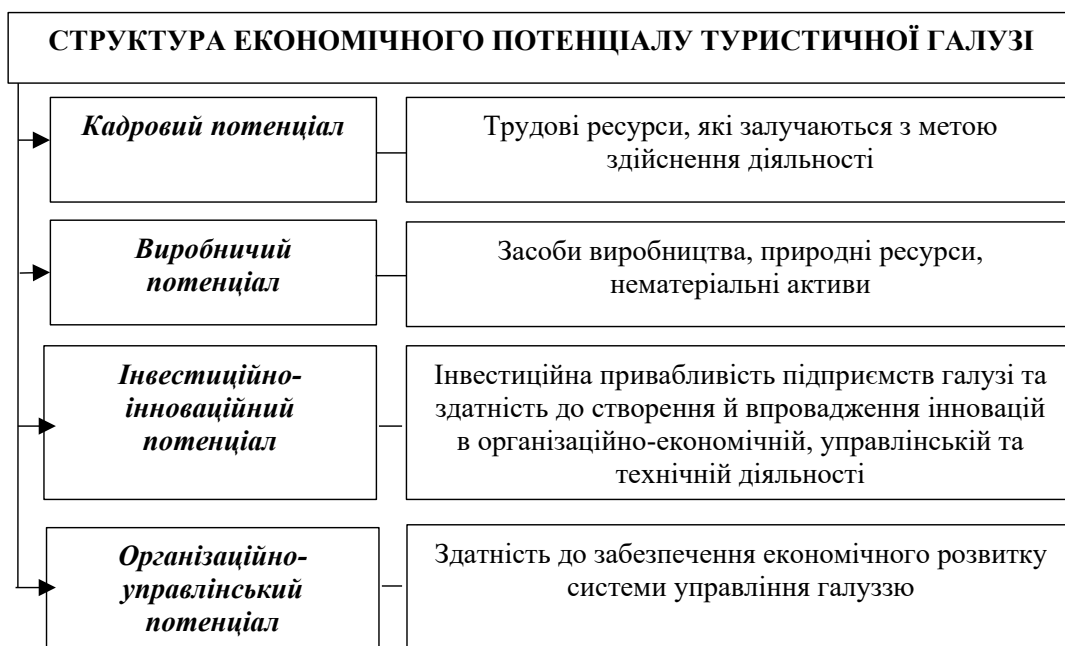 СТРУКТУРА ЕКОНОМІЧНОГО ПОТЕНЦІАЛУ ТУРИСТИЧНОЇ ГАЛУЗІ
Кадровий потенціал
Трудові ресурси, які залучаються з метою
здійснення діяльності
Виробничий
потенціал
Засоби виробництва, природні ресурси,
нематеріальні активи
Інвестиційно-
інноваційний
потенціал
Інвестиційна привабливість підприємств галузі та
здатність до створення й впровадження інновацій
в організаційно-економічній, управлінській та
технічній діяльності
Організаційно-
управлінський
потенціал
Здатність до забезпечення економічного розвитку
системи управління галуззю